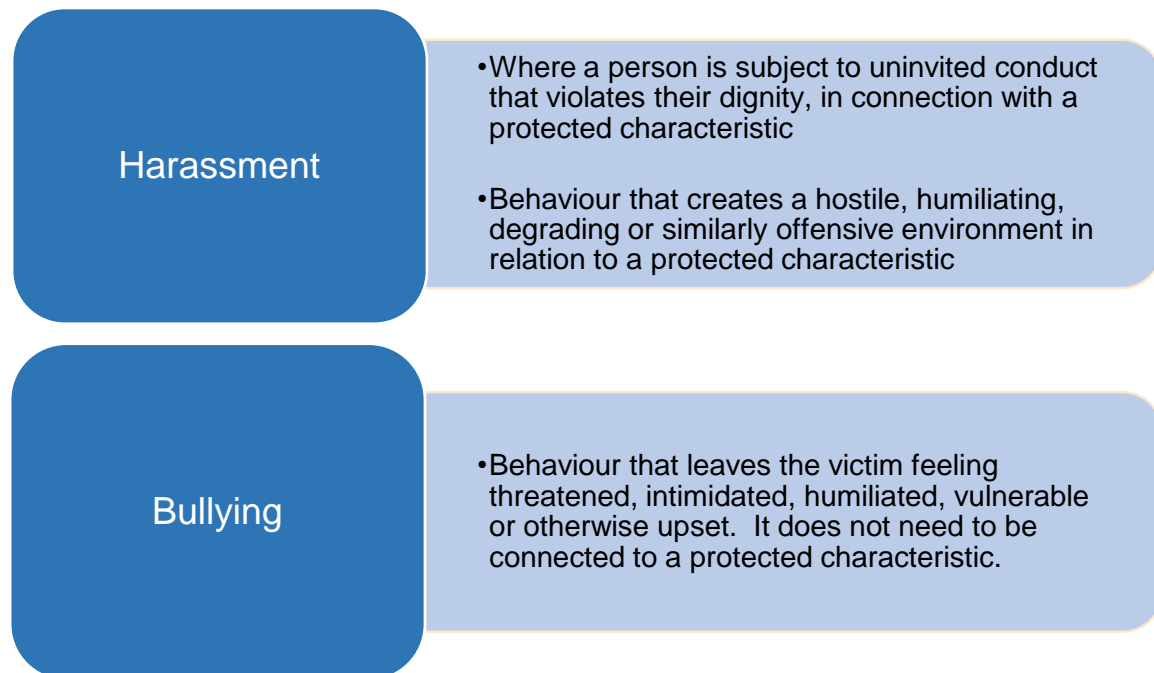 Harassment
•Where a person is subject to uninvited conduct
that violates their dignity, in connection with a
protected characteristic
•Behaviour that creates a hostile, humiliating,
degrading or similarly offensive environment in
relation to a protected characteristic
Bullying
•Behaviour that leaves the victim feeling
threatened, intimidated, humiliated, vulnerable
or otherwise upset.  It does not need to be
connected to a protected characteristic.